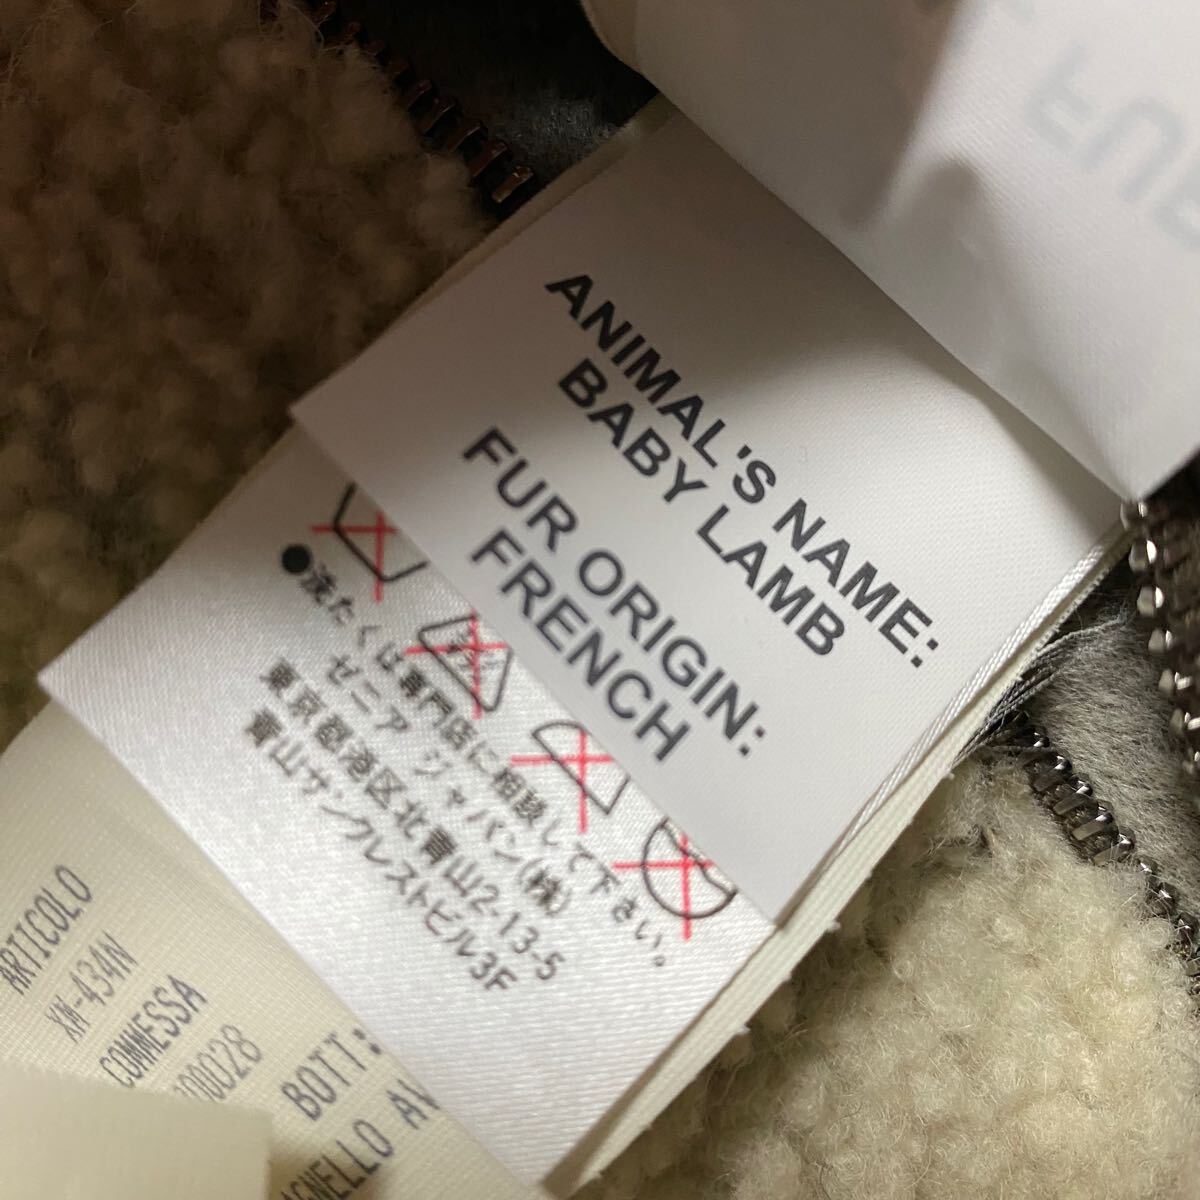 ANIMAL'S NAME:
BABY LAMB
FUR ORIGIN:
FRENCH
●洗たくは専門店に相談して下さい。
ゼニア ジャパン(株)
東京都港区北青山2-13-5
青山サンクレストビル3F
ARTICOLO
XW-434N
COMMESSA
BOTT: